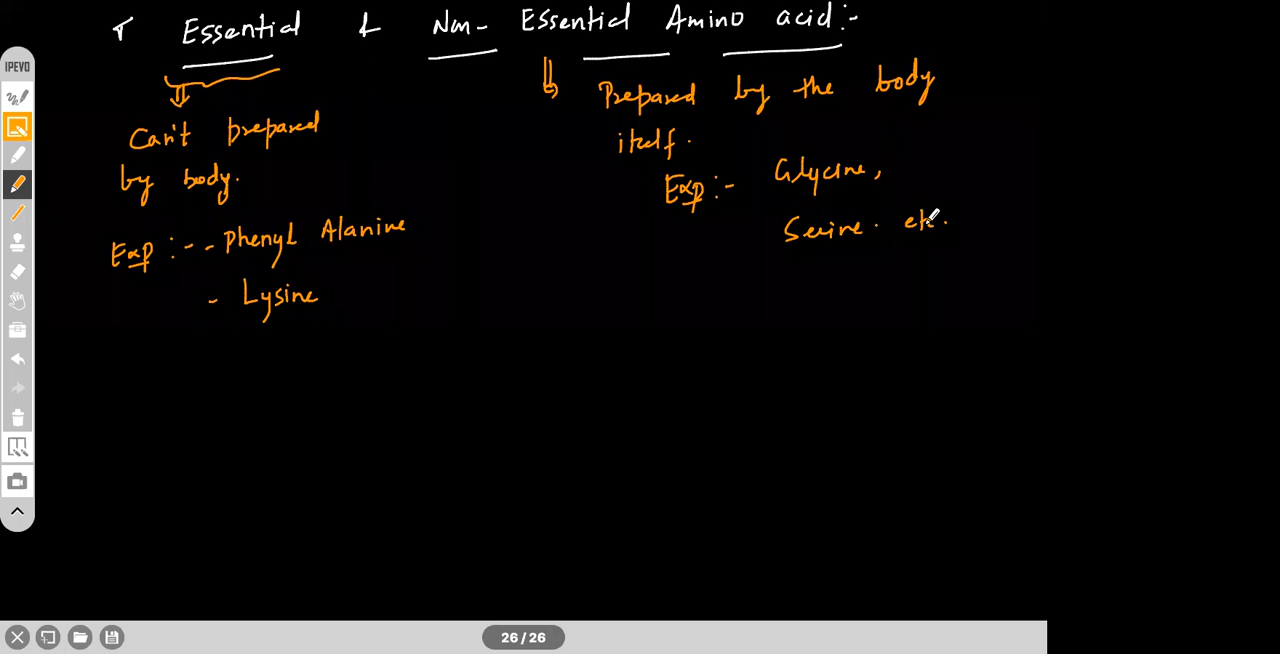 Essential & Non- Essential Amino acid:-
Can't prepared
by body.
Exp :- - Phenyl Alanine
- Lysine
Prepared by the body
itself.
Exp :- Glycine,
Serine. etc.
IPEVO
26 / 26